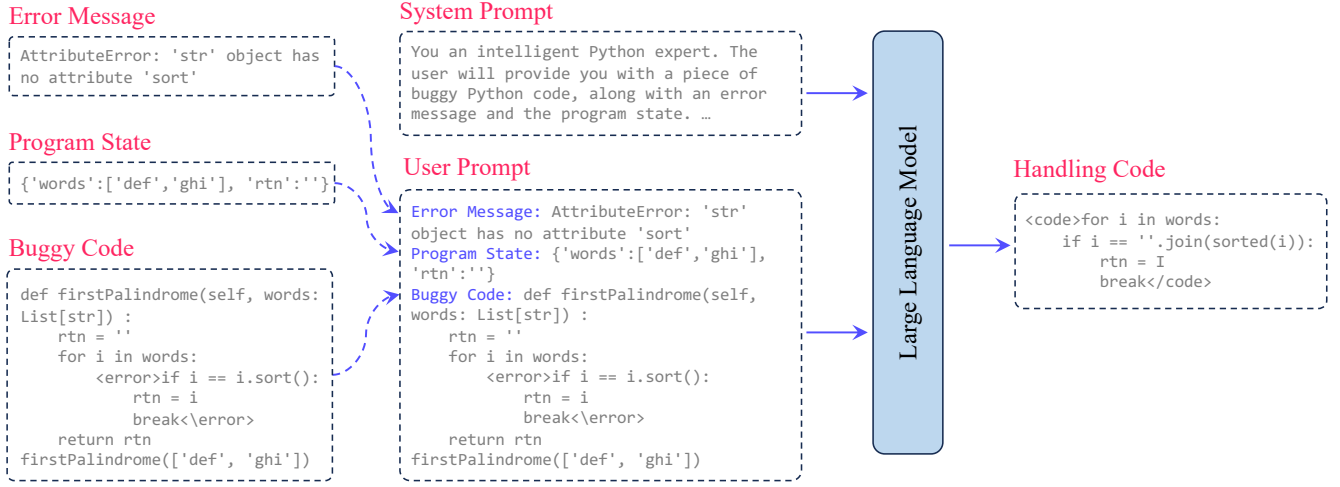 Error Message
AttributeError: 'str' object has
no attribute 'sort'
Program State
{'words':['def','ghi'], 'rtn':''}
Buggy Code
def firstPalindrome(self, words:
List[str]) :
    rtn = ''
    for i in words:
        <error>if i == i.sort():
            rtn = i
            break<\error>
    return rtn
firstPalindrome(['def', 'ghi'])
System Prompt
You an intelligent Python expert. The
user will provide you with a piece of
buggy Python code, along with an error
message and the program state. …
User Prompt
Error Message: AttributeError: 'str'
object has no attribute 'sort'
Program State: {'words':['def','ghi'],
'rtn':''}
Buggy Code: def firstPalindrome(self,
words: List[str]) :
    rtn = ''
    for i in words:
        <error>if i == i.sort():
            rtn = i
            break<\error>
    return rtn
firstPalindrome(['def', 'ghi'])
Large Language Model
Handling Code
<code>for i in words:
    if i == ''.join(sorted(i)):
        rtn = I
        break</code>